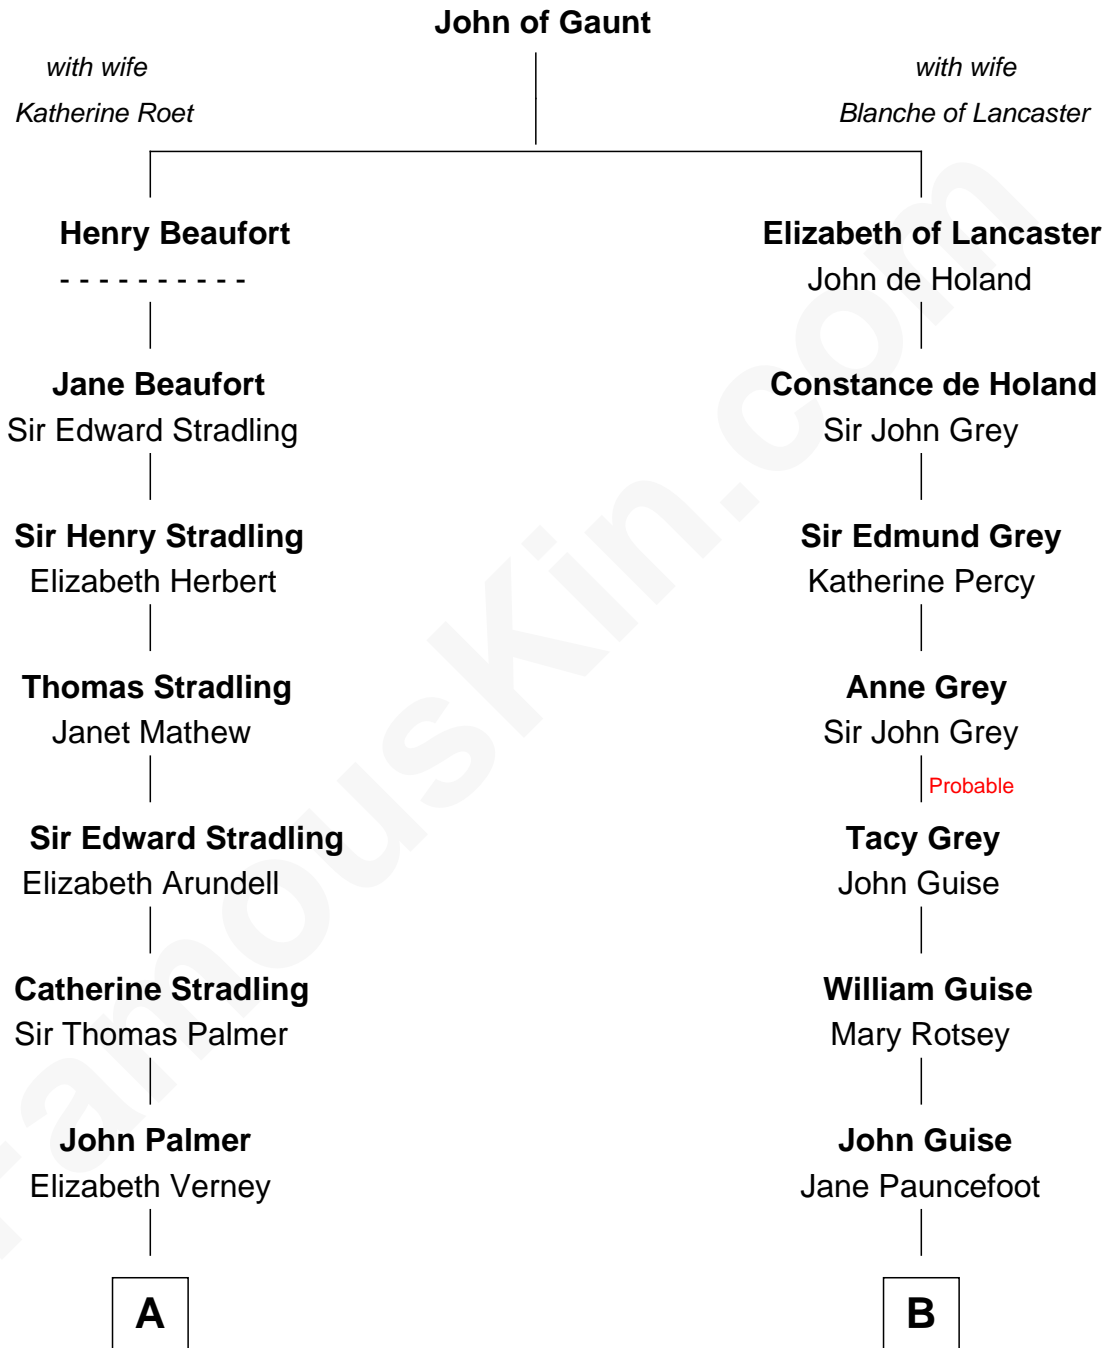 John of Gaunt
with wife
Katherine Roet
with wife
Blanche of Lancaster
Henry Beaufort
- - - - - - - - - -
Jane Beaufort
Sir Edward Stradling
Sir Henry Stradling
Elizabeth Herbert
Thomas Stradling
Janet Mathew
Sir Edward Stradling
Elizabeth Arundell
Catherine Stradling
Sir Thomas Palmer
John Palmer
Elizabeth Verney
A
Elizabeth of Lancaster
John de Holand
Constance de Holand
Sir John Grey
Sir Edmund Grey
Katherine Percy
Anne Grey
Sir John Grey
Probable
Tacy Grey
John Guise
William Guise
Mary Rotsey
John Guise
Jane Pauncefoot
B
FamousKin.com